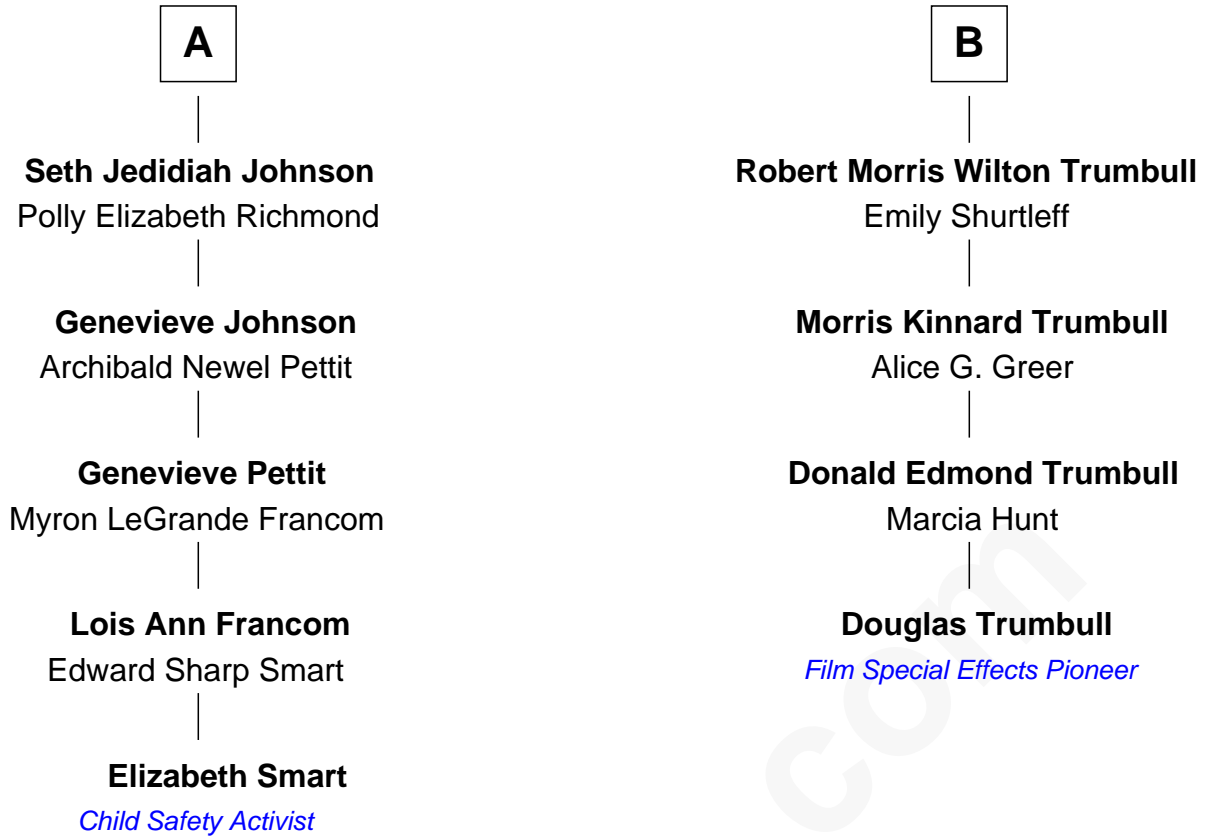 A
Seth Jedidiah Johnson
Polly Elizabeth Richmond
Genevieve Johnson
Archibald Newel Pettit
Genevieve Pettit
Myron LeGrande Francom
Lois Ann Francom
Edward Sharp Smart
Elizabeth Smart
Child Safety Activist
B
Robert Morris Wilton Trumbull
Emily Shurtleff
Morris Kinnard Trumbull
Alice G. Greer
Donald Edmond Trumbull
Marcia Hunt
Douglas Trumbull
Film Special Effects Pioneer
com